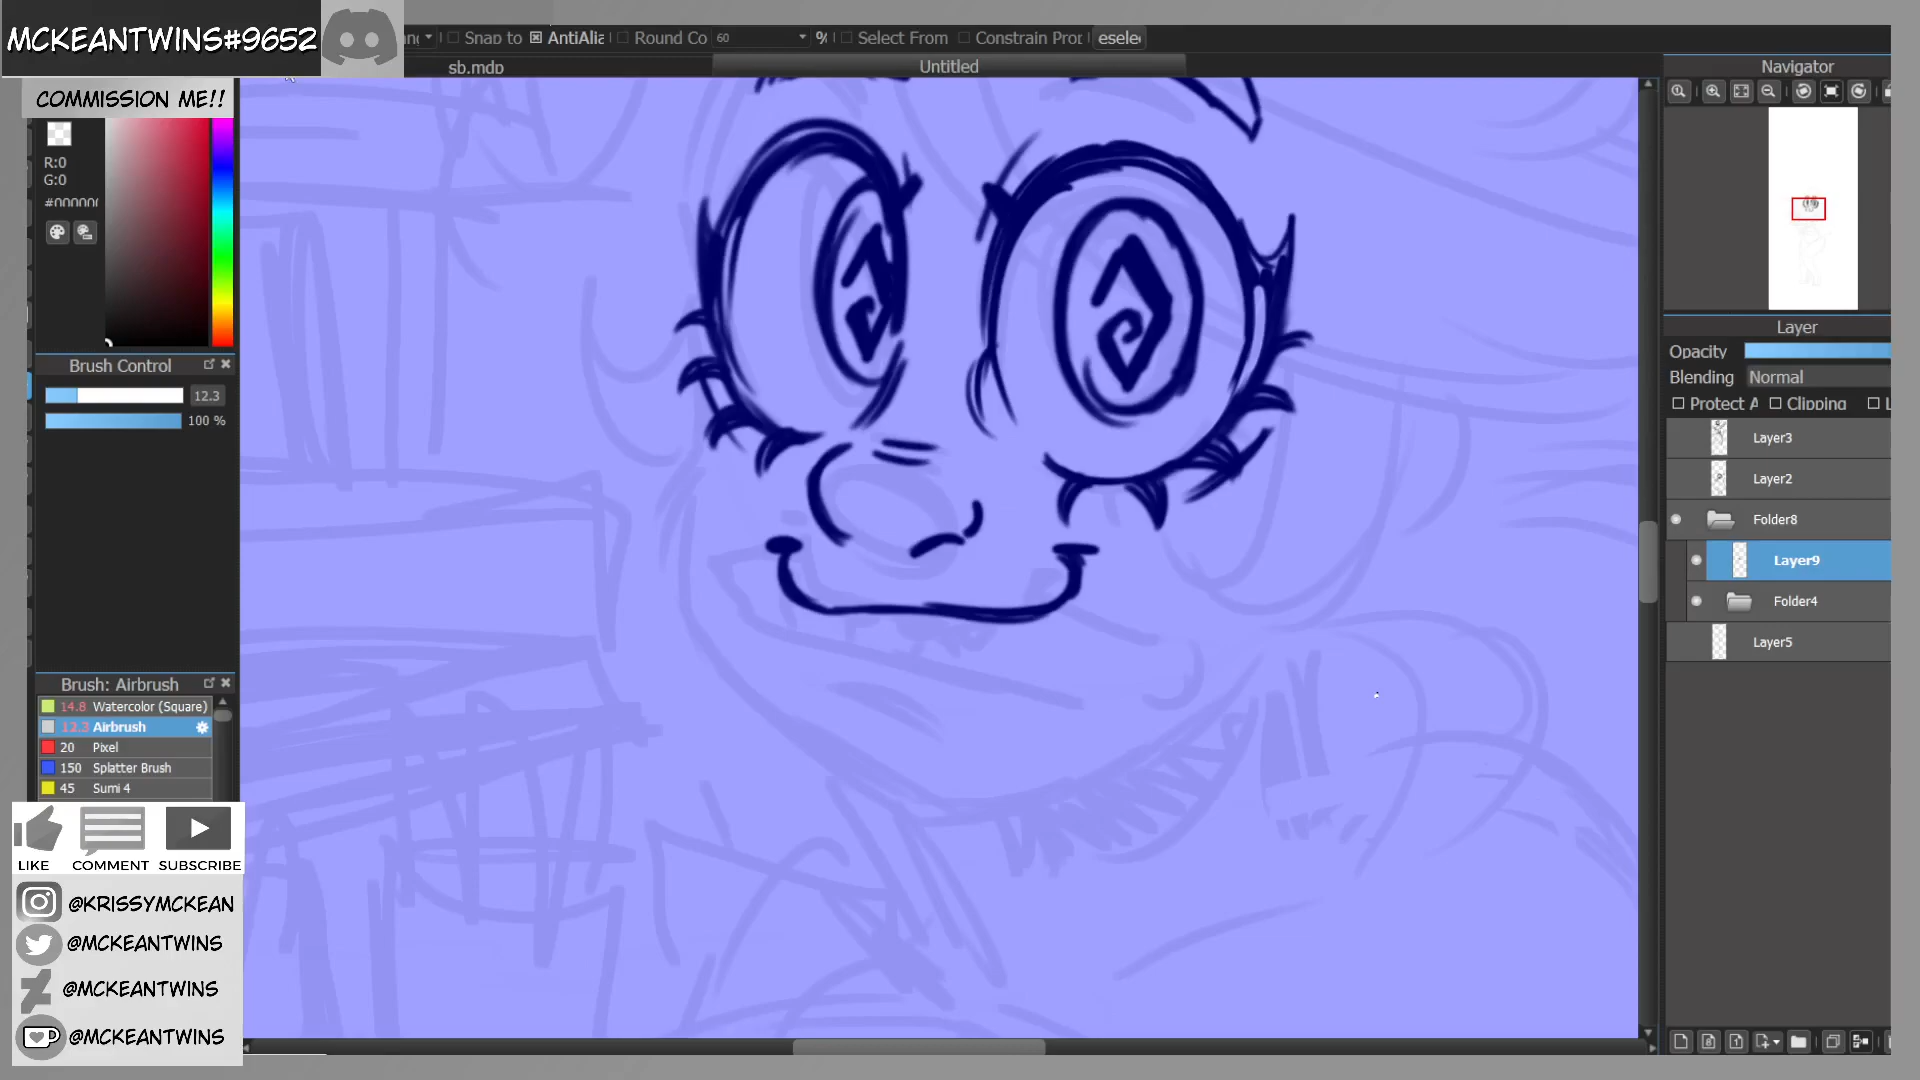 MCKEANTWINS#9652
COMMISSION ME!!
Snap to AntiAlia Round Co 60 % Select From Constrain Pro eselec
sb.mdp
Untitled
R:0
G:0
#000000
Brush Control
12.3
100 %
Brush: Airbrush
14.8 Watercolor (Square)
12.3 Airbrush
20 Pixel
150 Splatter Brush
45 Sumi 4
LIKE COMMENT SUBSCRIBE
@KRISSYMCKEAN
@MCKEANTWINS
@MCKEANTWINS
@MCKEANTWINS
Navigator
Layer
Opacity
Blending Normal
Protect A Clipping L
Layer3
Layer2
Folder8
Layer9
Folder4
Layer5